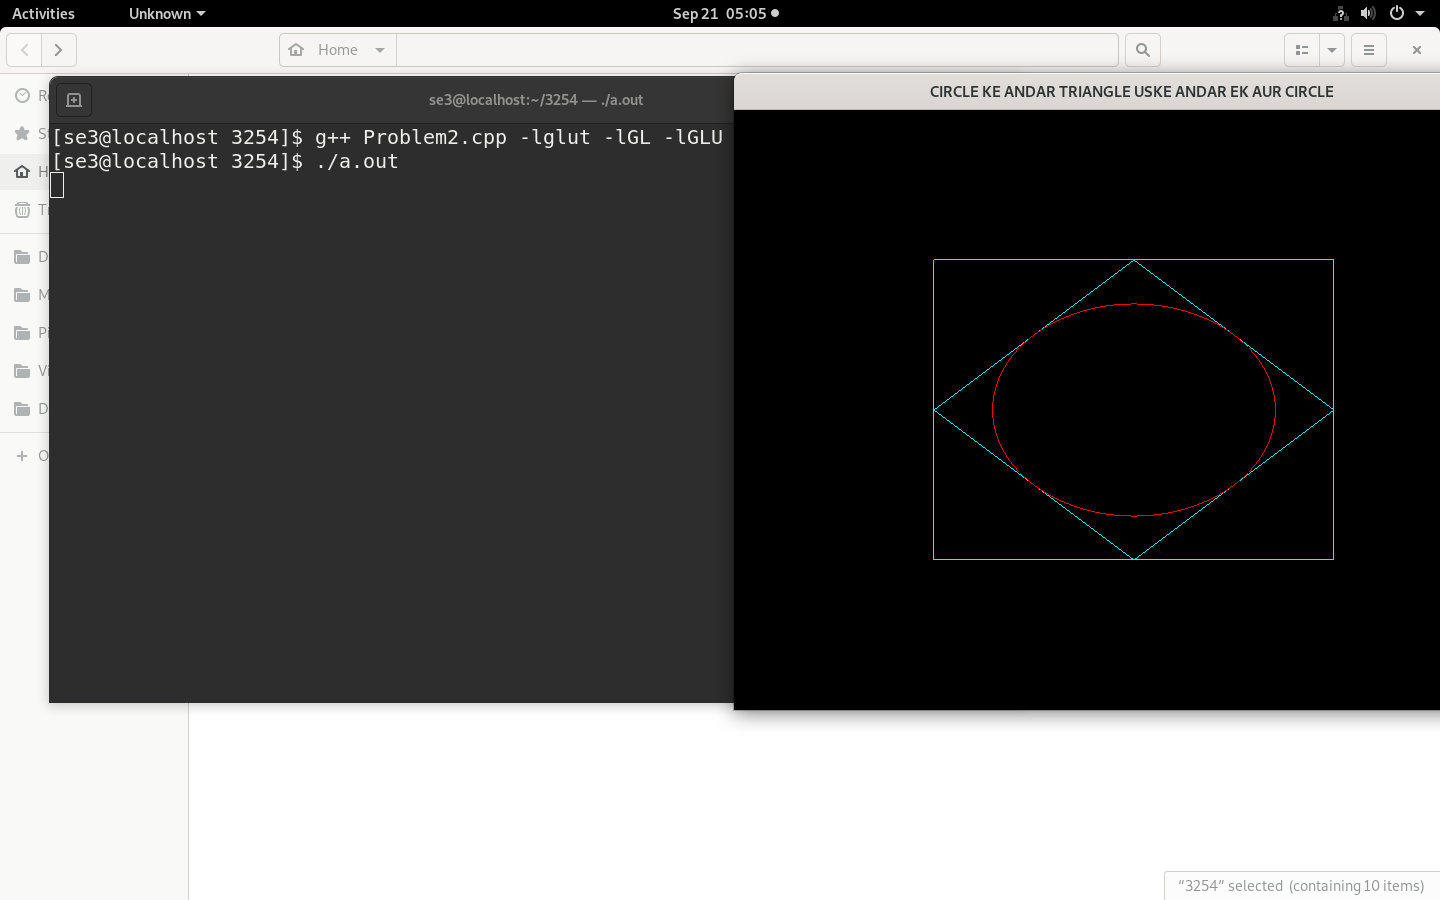 Activities
Unknown
Sep 21 05:05
Home
se3@localhost:~/3254 — ./a.out
[se3@localhost 3254]$ g++ Problem2.cpp -lglut -lGL -lGLU
[se3@localhost 3254]$ ./a.out
CIRCLE KE ANDAR TRIANGLE USKE ANDAR EK AUR CIRCLE
“3254” selected (containing 10 items)